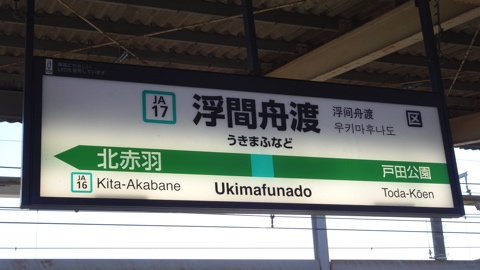 JA
17
浮間舟渡
浮间舟渡
우키마후나도
区
うきまふなど
北赤羽
戸田公園
JA
16
Kita-Akabane
Ukimafunado
Toda-Kōen